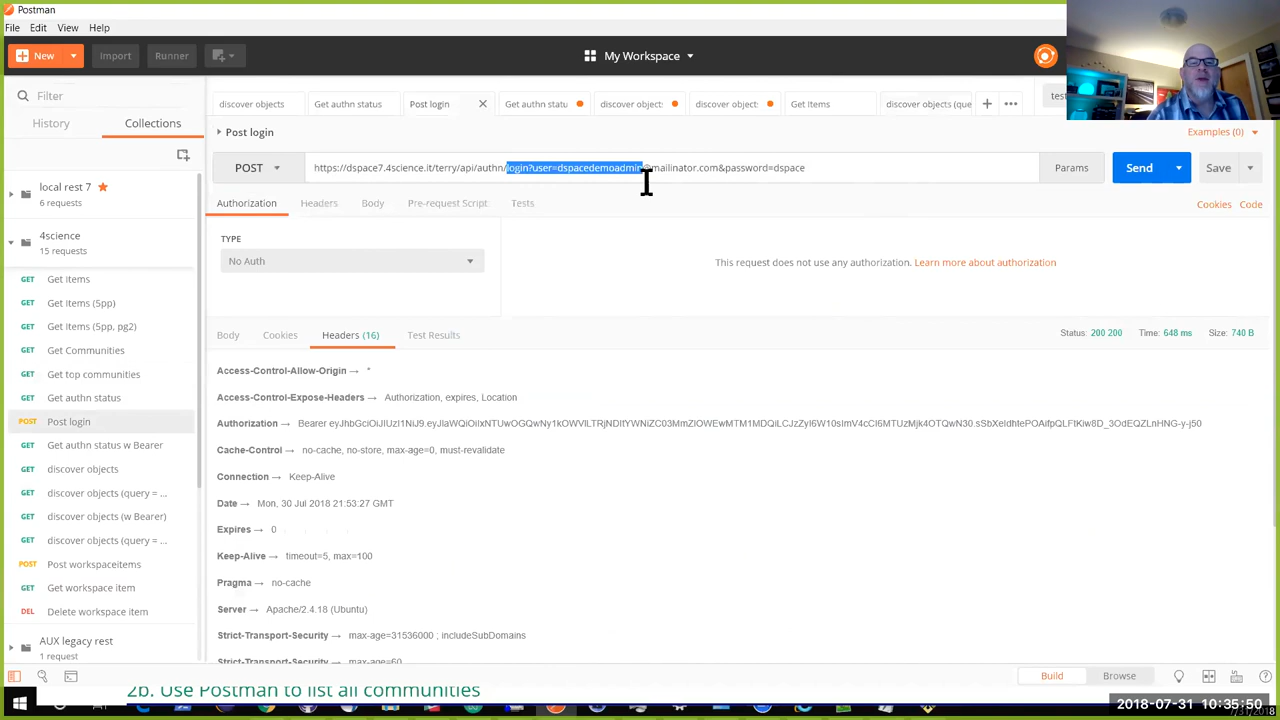 Postman
File Edit View Help
New Import Runner My Workspace
Filter
History Collections
discover objects Get authn status Post login Get authn statu discover object discover object Get Items discover objects (que test
Post login Examples (0)
POST https://dspace7.4science.it/terry/api/authn/login?user=dspacedemoadmin@mailinator.com&password=dspace Params Send Save
Authorization Headers Body Pre-request Script Tests Cookies Code
TYPE
No Auth
This request does not use any authorization. Learn more about authorization
Body Cookies Headers (16) Test Results Status: 200 200 Time: 648 ms Size: 740 B
Access-Control-Allow-Origin → *
Access-Control-Expose-Headers → Authorization, expires, Location
Authorization → Bearer
Cache-Control → no-cache, no-store, max-age=0, must-revalidate
Connection → Keep-Alive
Date → Mon, 30 Jul 2018 21:53:27 GMT
Expires → 0
Keep-Alive → timeout=5, max=100
Pragma → no-cache
Server → Apache/2.4.18 (Ubuntu)
Strict-Transport-Security → max-age=31536000 ; includeSubDomains
Strict-Transport-Security → max-age=60
local rest 7
6 requests
4science
15 requests
GET Get items
GET Get items (5pp)
GET Get items (5pp, pg2)
GET Get Communities
GET Get top communities
GET Get authn status
POST Post login
GET Get authn status w Bearer
GET discover objects
GET discover objects (query = ...
GET discover objects (w Bearer)
GET discover objects (query = ...
POST Post workspaceitems
GET Get workspace item
DEL Delete workspace item
AUX legacy rest
1 request
Build Browse
2b. Use Postman to list all communities
2018-07-31 10:35:50